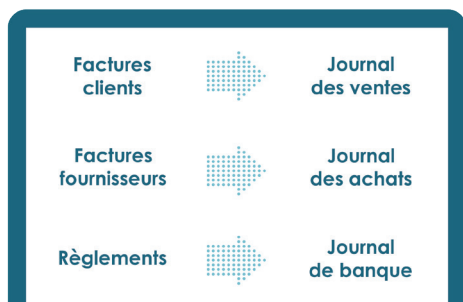 Factures
clients
Journal
des ventes
Factures
fournisseurs
Journal
des achats
Règlements
Journal
de banque